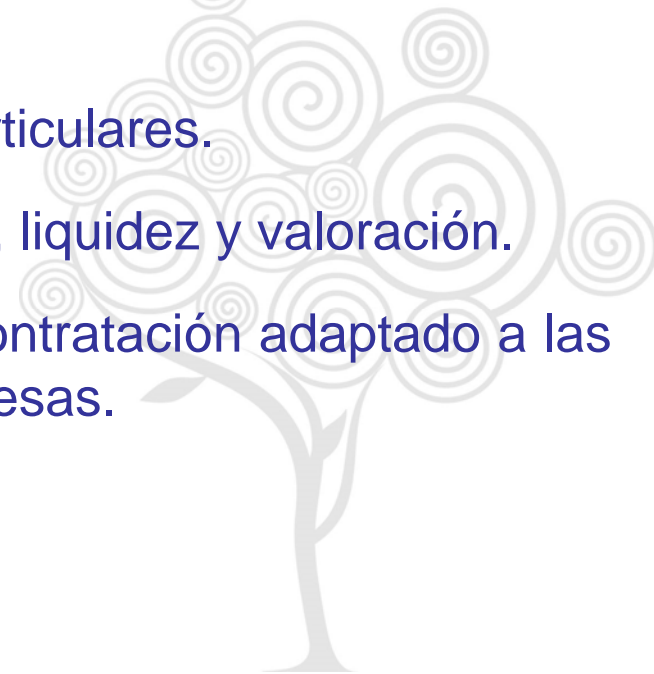 ticulares.
liquidez y valoración.
ontratación adaptado a las
esas.